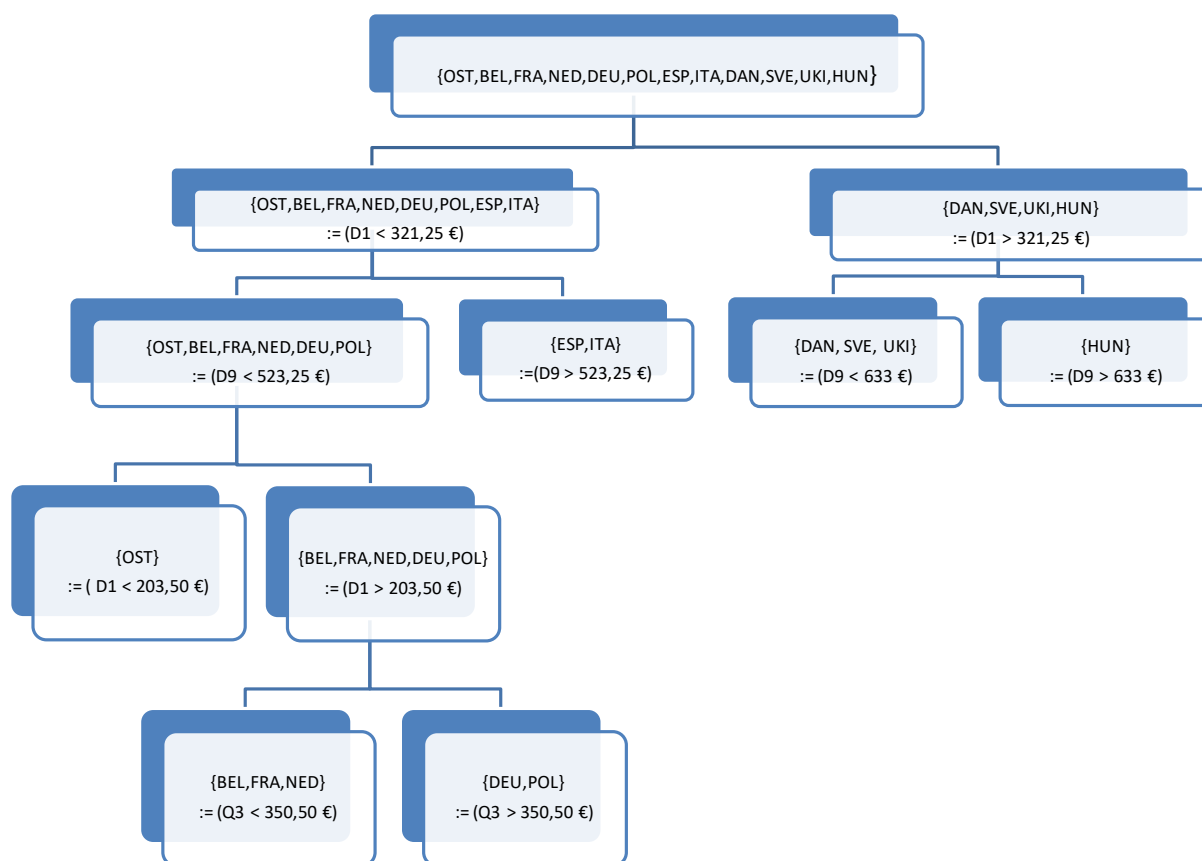 {OST,BEL,FRA,NED,DEU,POL,ESP,ITA,DAN,SVE,UKI,HUN}
{OST,BEL,FRA,NED,DEU,POL,ESP,ITA}
:= (D1 < 321,25 €)
{DAN,SVE,UKI,HUN}
:= (D1 > 321,25 €)
{OST,BEL,FRA,NED,DEU,POL}
:= (D9 < 523,25 €)
{ESP,ITA}
:=(D9 > 523,25 €)
{DAN, SVE, UKI}
:= (D9 < 633 €)
{HUN}
:= (D9 > 633 €)
{OST}
:= ( D1 < 203,50 €)
{BEL,FRA,NED,DEU,POL}
:= (D1 > 203,50 €)
{BEL,FRA,NED}
:= (Q3 < 350,50 €)
{DEU,POL}
:= (Q3 > 350,50 €)